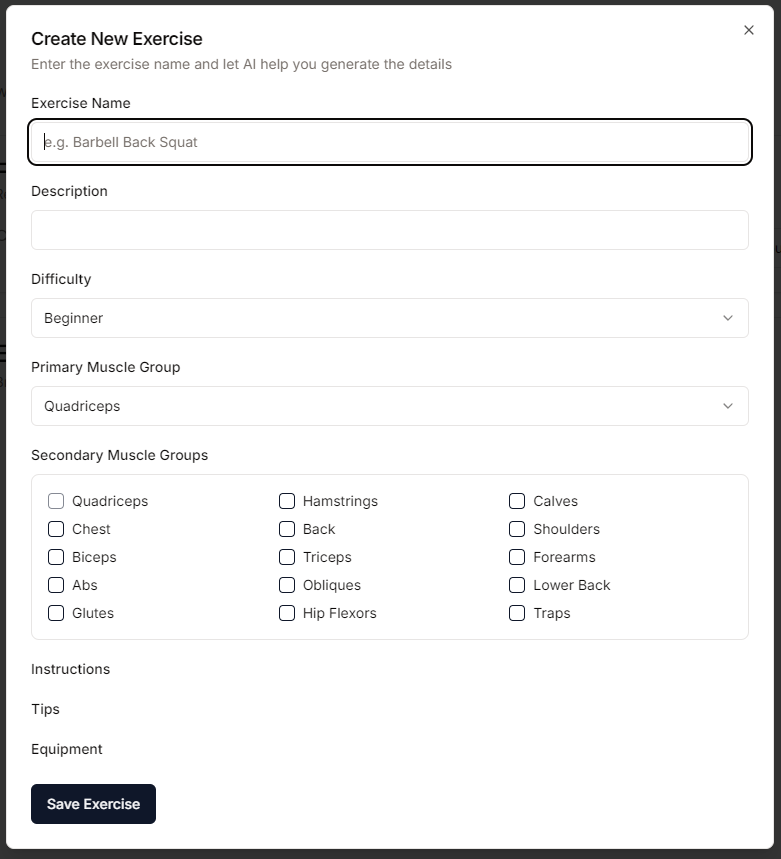 Create New Exercise
Enter the exercise name and let AI help you generate the details
Exercise Name
e.g. Barbell Back Squat
Description
Difficulty
Beginner
Primary Muscle Group
Quadriceps
Secondary Muscle Groups
Quadriceps Hamstrings Calves
Chest Back Shoulders
Biceps Triceps Forearms
Abs Obliques Lower Back
Glutes Hip Flexors Traps
Instructions
Tips
Equipment
Save Exercise